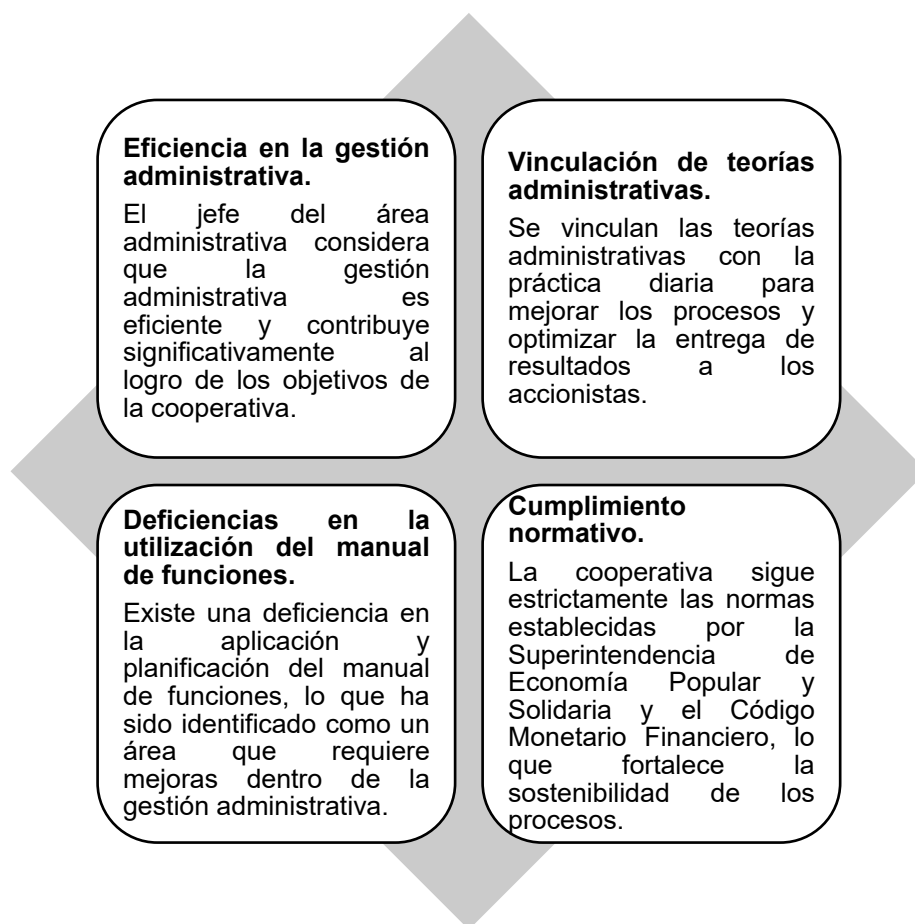 Eficiencia en la gestión
administrativa.
El jefe del área
administrativa considera
que la gestión
administrativa es
eficiente y contribuye
significativamente al
logro de los objetivos de
la cooperativa.
Vinculación de teorías
administrativas.
Se vinculan las teorías
administrativas con la
práctica diaria para
mejorar los procesos y
optimizar la entrega de
resultados a los
accionistas.
Deficiencias en la
utilización del manual
de funciones.
Existe una deficiencia en
la aplicación y
planificación del manual
de funciones, lo que ha
sido identificado como un
área que requiere
mejoras dentro de la
gestión administrativa.
Cumplimiento
normativo.
La cooperativa sigue
estrictamente las normas
establecidas por la
Superintendencia de
Economía Popular y
Solidaria y el Código
Monetario Financiero, lo
que fortalece la
sostenibilidad de los
procesos.